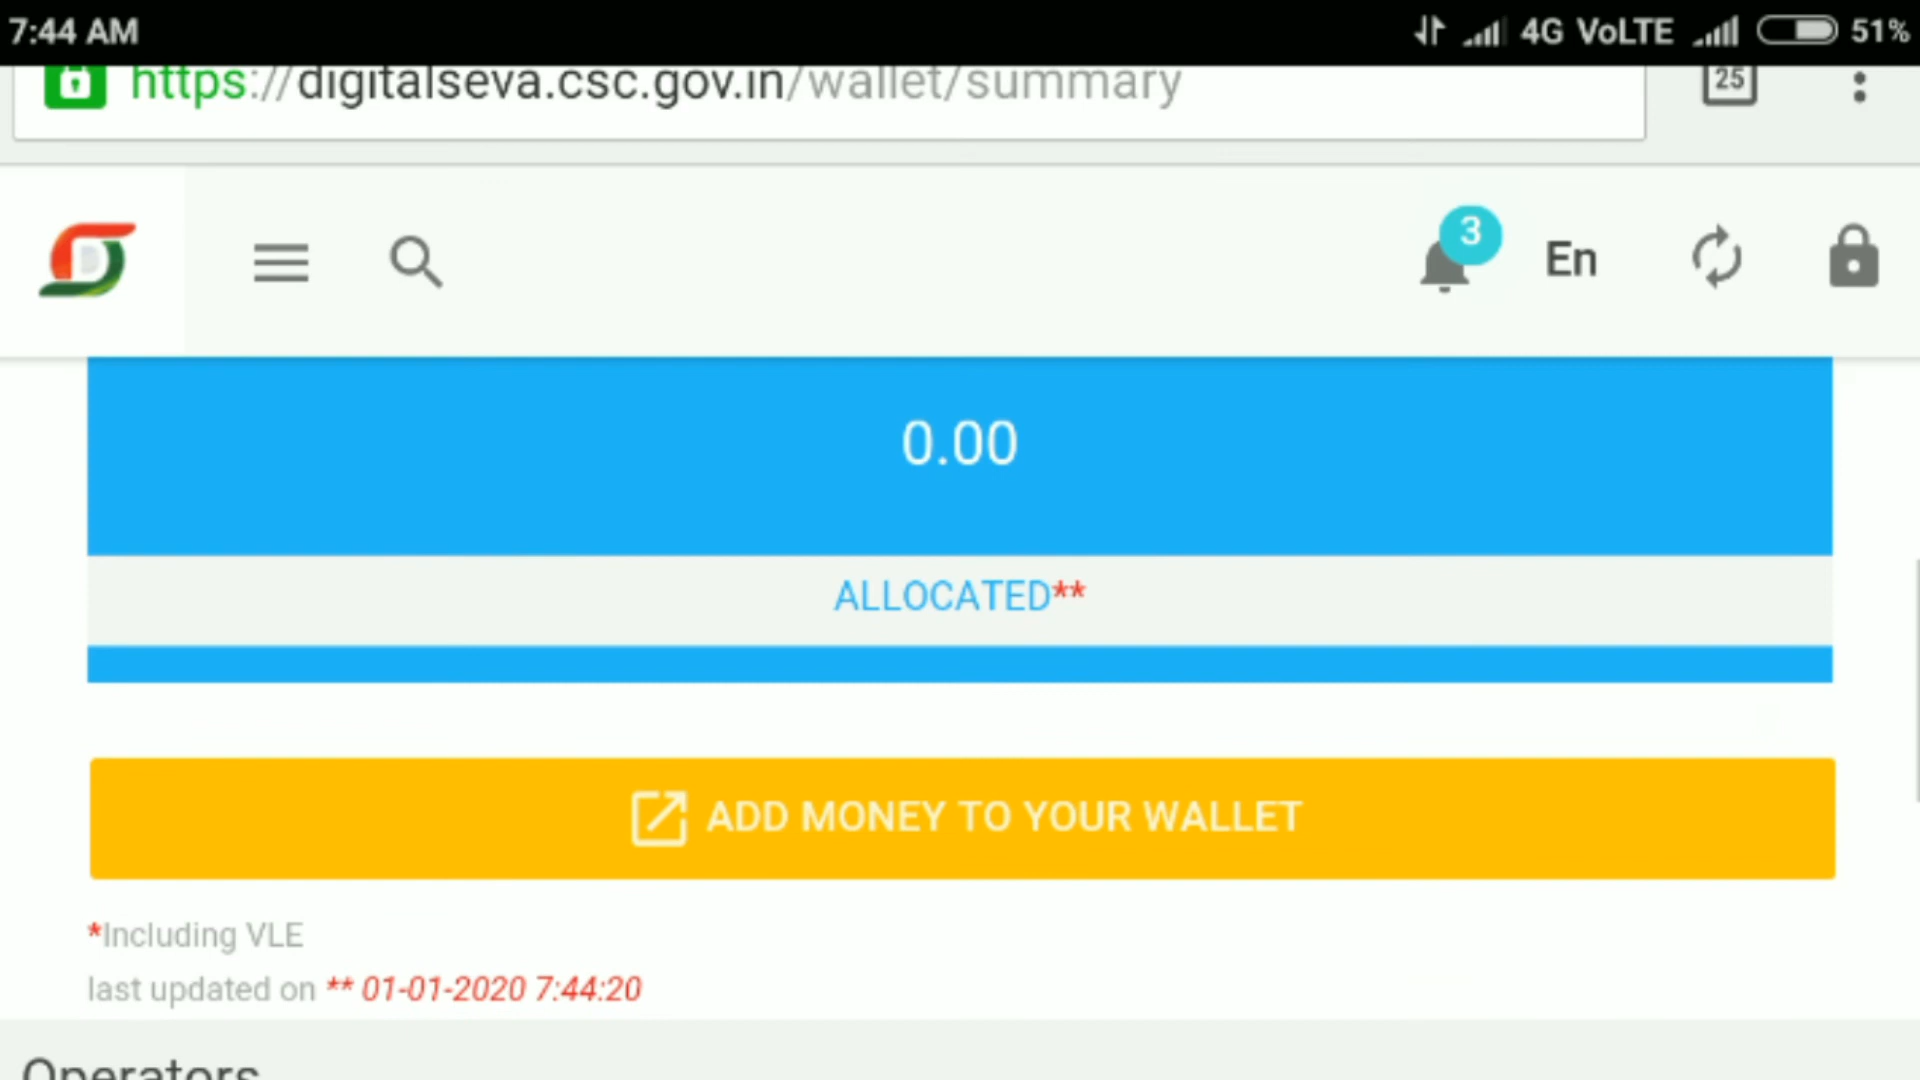 7:44 AM
4G VoLTE 51%
https://digitalseva.csc.gov.in/wallet/summary
25
3
En
0.00
ALLOCATED**
ADD MONEY TO YOUR WALLET
*Including VLE
last updated on ** 01-01-2020 7:44:20
Operators